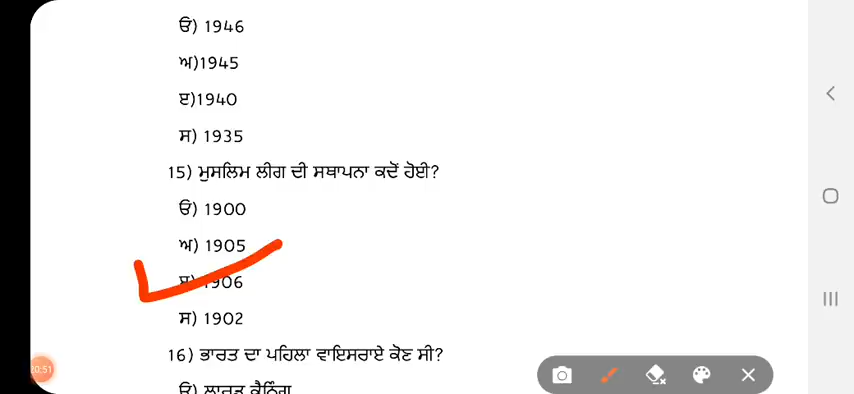 ੳ) 1946
ਅ)1945
ੲ)1940
ਸ) 1935
15) ਮੁਸਲਿਮ ਲੀਗ ਦੀ ਸਥਾਪਨਾ ਕਦੋਂ ਹੋਈ?
ੳ) 1900
ਅ) 1905
ੲ) 1906
ਸ) 1902
16) ਭਾਰਤ ਦਾ ਪਹਿਲਾ ਵਾਇਸਰਾਏ ਕੋਣ ਸੀ?
20:51
ੳ) ਲਾਰਡ ਕੈਨਿੰਗ